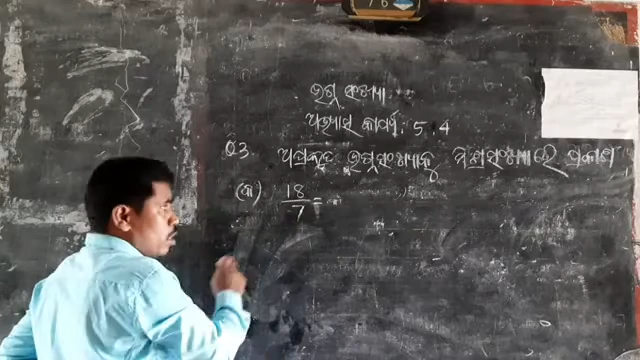 ଭଗ୍ନ ସଂଖ୍ୟା
ଅଭ୍ୟାସ କାର୍ଯ୍ୟ. 5.4
Q3 ଅପ୍ରକୃତ ଭଗ୍ନସଂଖ୍ୟାକୁ ମିଶ୍ରସଂଖ୍ୟାରେ ପ୍ରକାଶ
(କ) 18/7 =